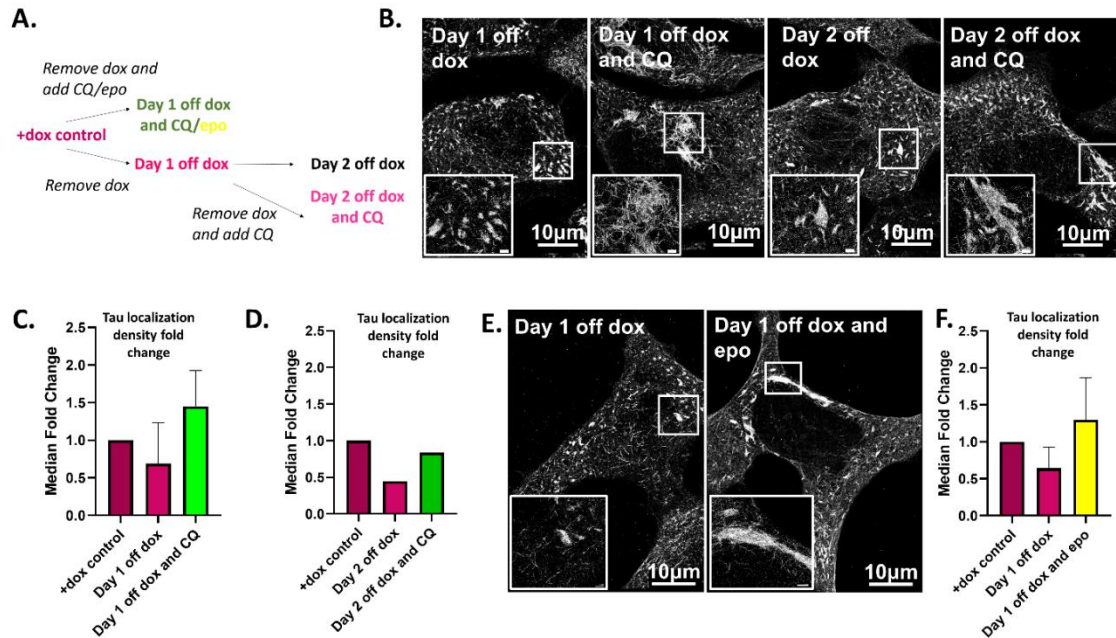 A.
Remove dox and
add CQ/epo
Day 1 off dox
and CQ/epo
+dox control
Day 1 off dox
Day 2 off dox
Remove dox
Day 2 off dox
and CQ
Remove dox
and add CQ
B.
Day 1 off
dox
10μm
Day 1 off dox
and CQ
10μm
Day 2 off
dox
10μm
Day 2 off dox
and CQ
10μm
C.
Tau localization
density fold
change
Median Fold Change
2.5
2.0
1.5
1.0
0.5
0.0
+dox control
Day 1 off dox
Day 1 off dox and CQ
D.
Tau localization
density fold
change
Median Fold Change
2.5
2.0
1.5
1.0
0.5
0.0
+dox control
Day 2 off dox
Day 2 off dox and CQ
E.
Day 1 off dox
10μm
Day 1 off dox and
epo
10μm
F.
Tau localization
density fold
change
Median Fold Change
2.5
2.0
1.5
1.0
0.5
0.0
+dox control
Day 1 off dox
Day 1 off dox and epo